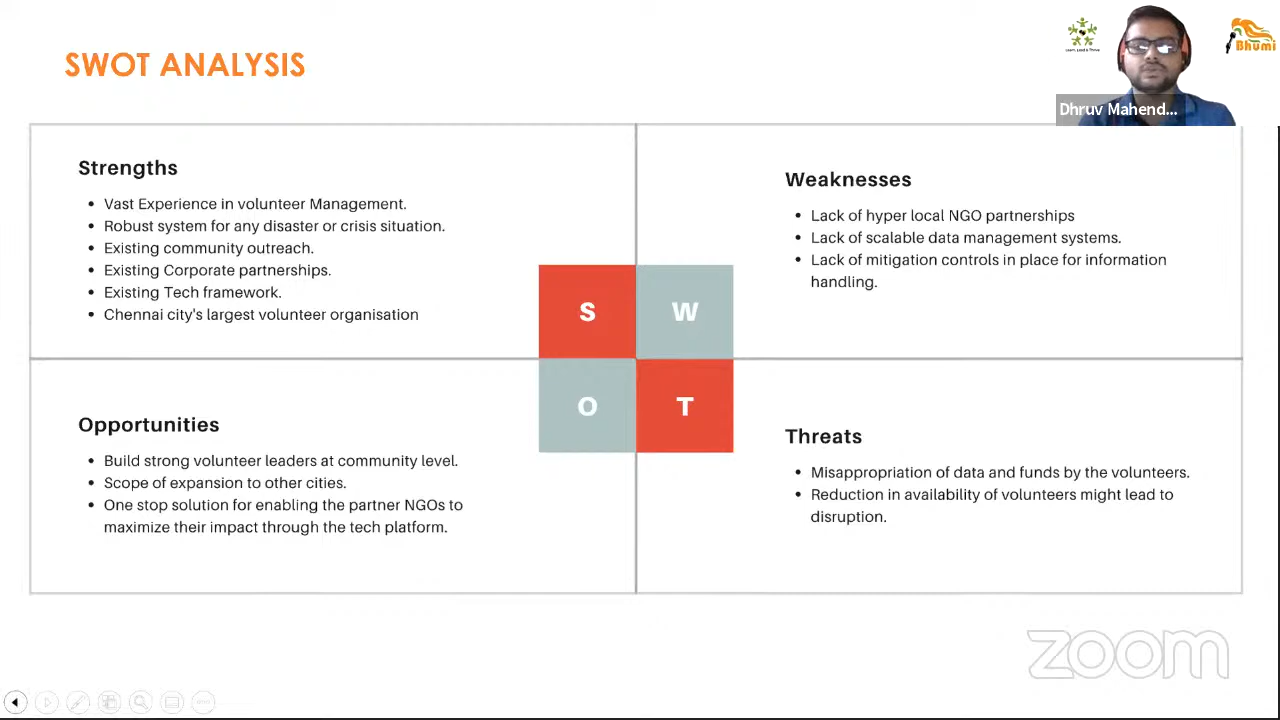 SWOT ANALYSIS
Learn, Lead & Thrive
Bhumi
Dhruv Mahend...
Strengths
• Vast Experience in volunteer Management.
• Robust system for any disaster or crisis situation.
• Existing community outreach.
• Existing Corporate partnerships.
• Existing Tech framework.
• Chennai city's largest volunteer organisation
Weaknesses
• Lack of hyper local NGO partnerships
• Lack of scalable data management systems.
• Lack of mitigation controls in place for information
handling.
S
W
O
T
Opportunities
• Build strong volunteer leaders at community level.
• Scope of expansion to other cities.
• One stop solution for enabling the partner NGOs to
maximize their impact through the tech platform.
Threats
• Misappropriation of data and funds by the volunteers.
• Reduction in availability of volunteers might lead to
disruption.
zoom